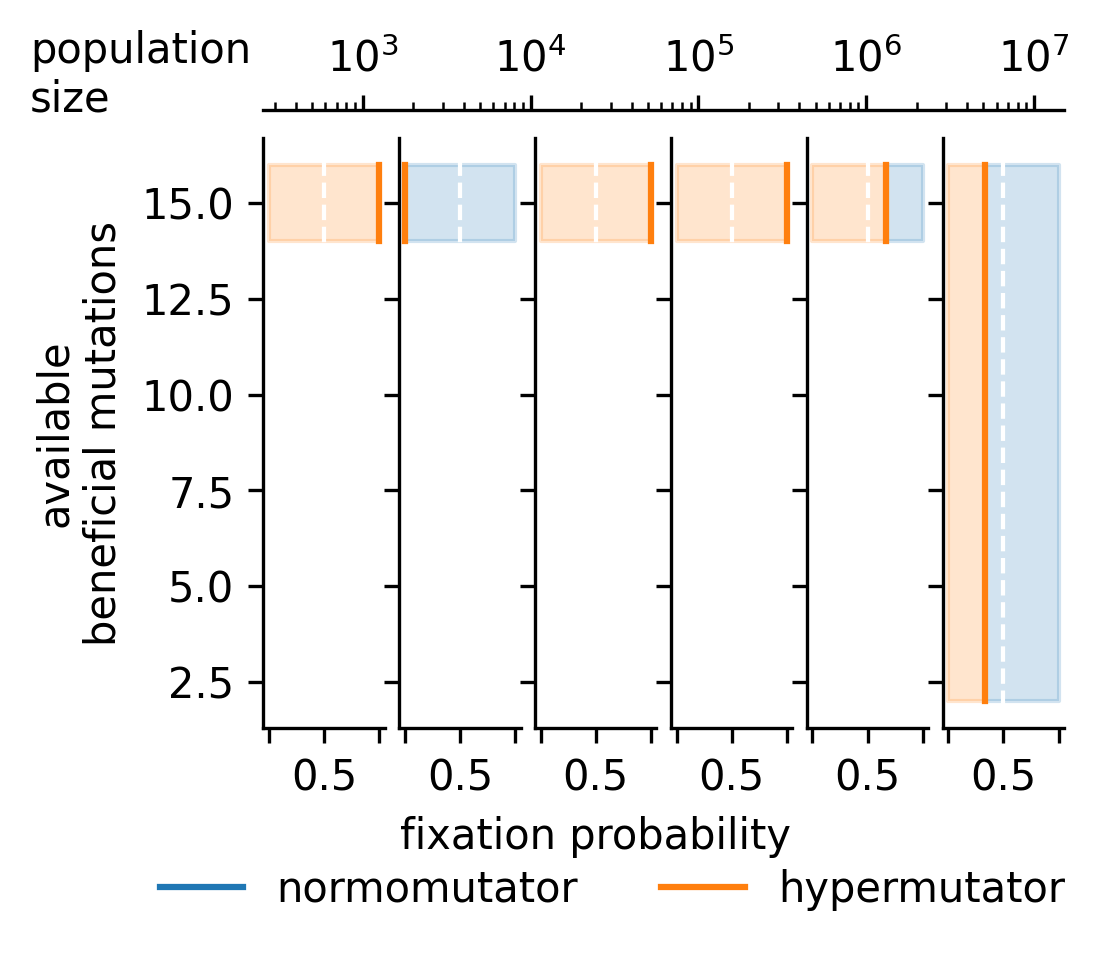 population
size
10³ 10⁴ 10⁵ 10⁶ 10⁷
available
beneficial mutations
15.0
12.5
10.0
7.5
5.0
2.5
0.5 0.5 0.5 0.5 0.5 0.5
fixation probability
normomutator hypermutator